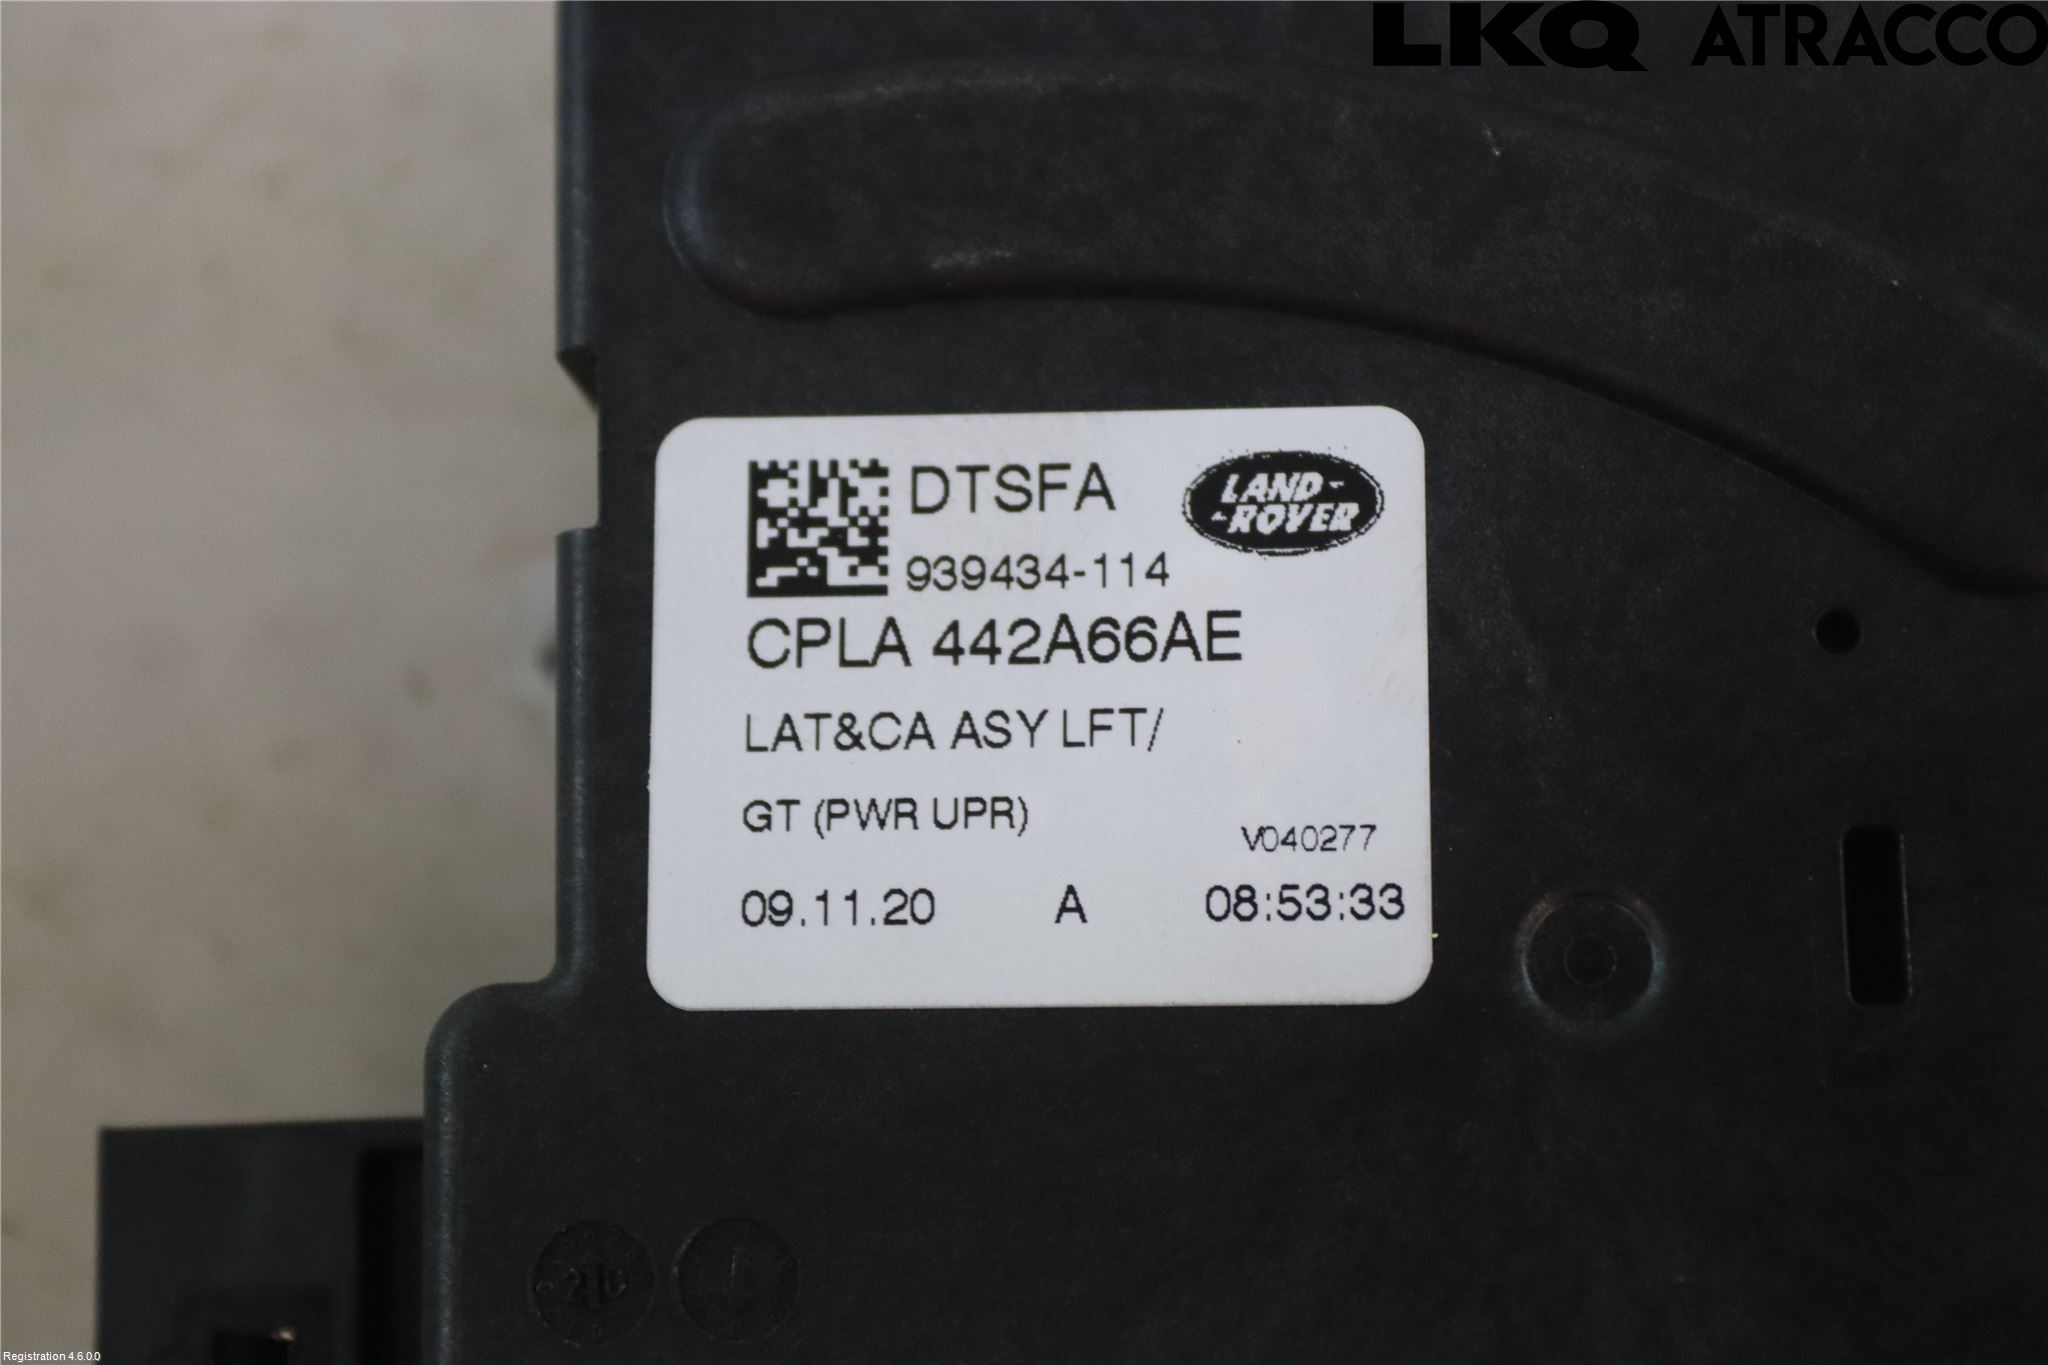 LKQ ATRACCO
DTSFA
LAND-
-ROVER
939434-114
CPLA 442A66AE
LAT&CA ASY LFT/
GT (PWR UPR)
V040277
09.11.20 A 08:53:33
Registration 4.6.0.0